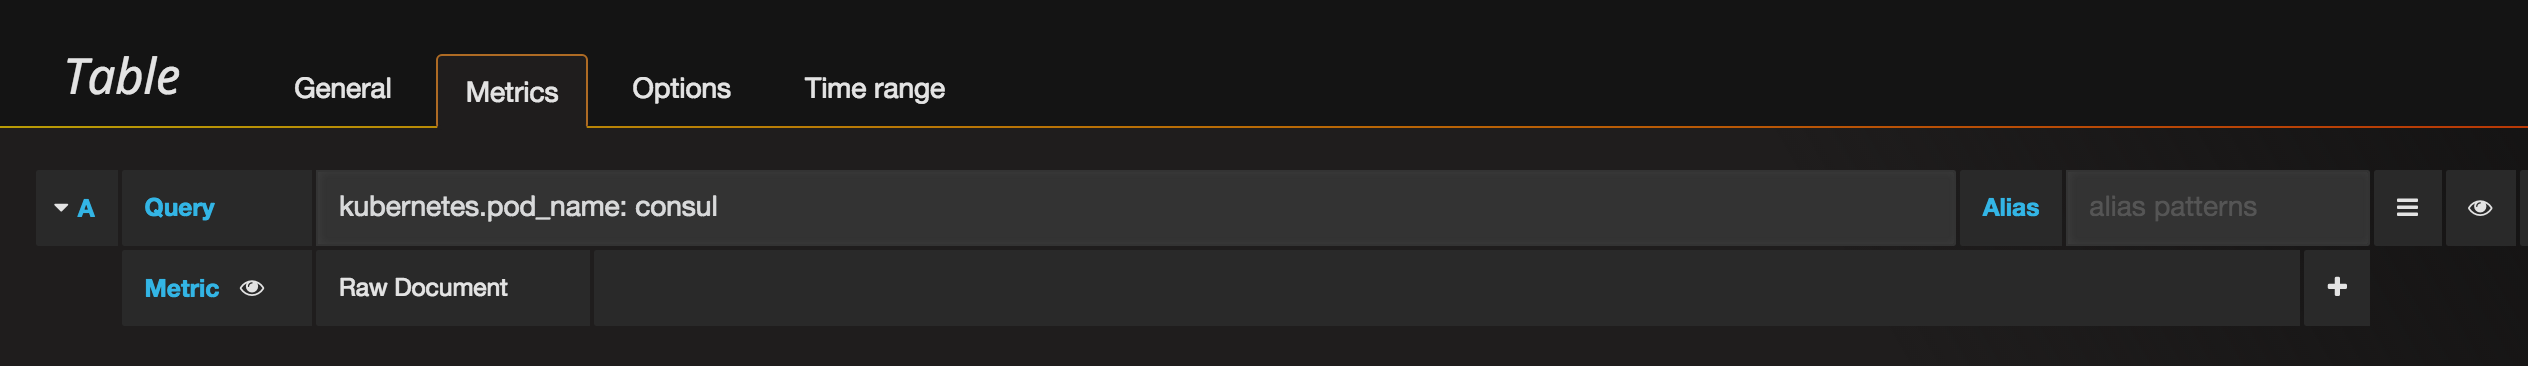 Table General Metrics Options Time range
A Query kubernetes.pod_name: consul Alias alias patterns
Metric Raw Document